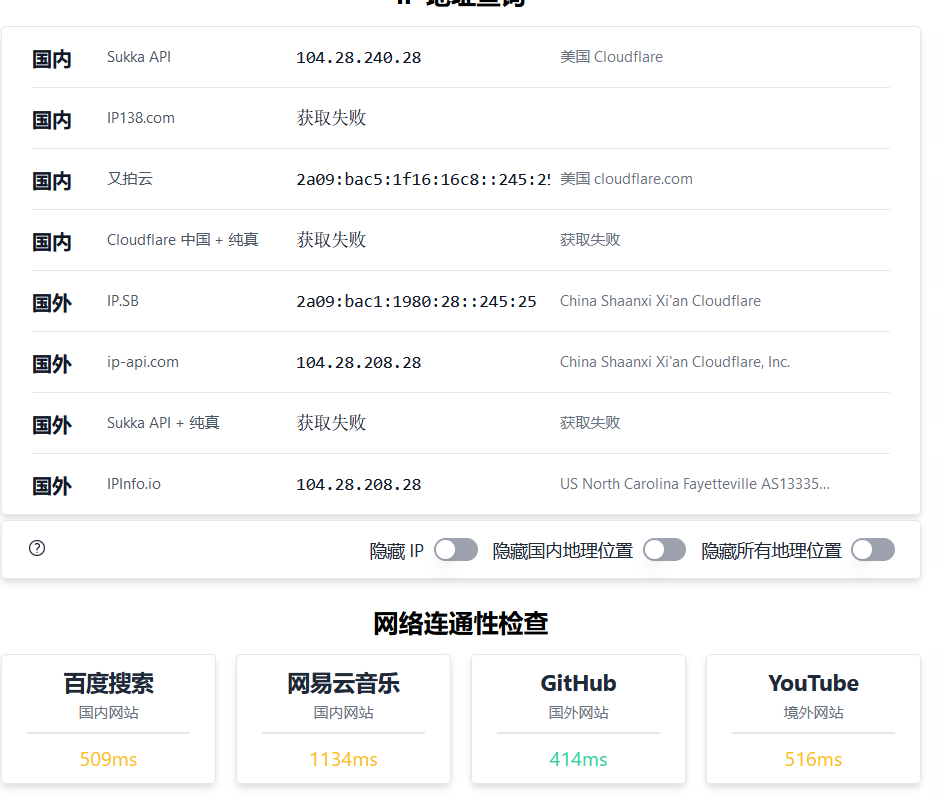 IP 地址查询
国内 Sukka API 104.28.240.28 美国 Cloudflare
国内 IP138.com 获取失败
国内 又拍云 2a09:bac5:1f16:16c8::245:25 美国 cloudflare.com
国内 Cloudflare 中国 + 纯真 获取失败 获取失败
国外 IP.SB 2a09:bac1:1980:28::245:25 China Shaanxi Xi'an Cloudflare
国外 ip-api.com 104.28.208.28 China Shaanxi Xi'an Cloudflare, Inc.
国外 Sukka API + 纯真 获取失败 获取失败
国外 IPInfo.io 104.28.208.28 US North Carolina Fayetteville AS13335...
隐藏 IP 隐藏国内地理位置 隐藏所有地理位置
网络连通性检查
百度搜索 网易云音乐 GitHub YouTube
国内网站 国内网站 国外网站 境外网站
509ms 1134ms 414ms 516ms